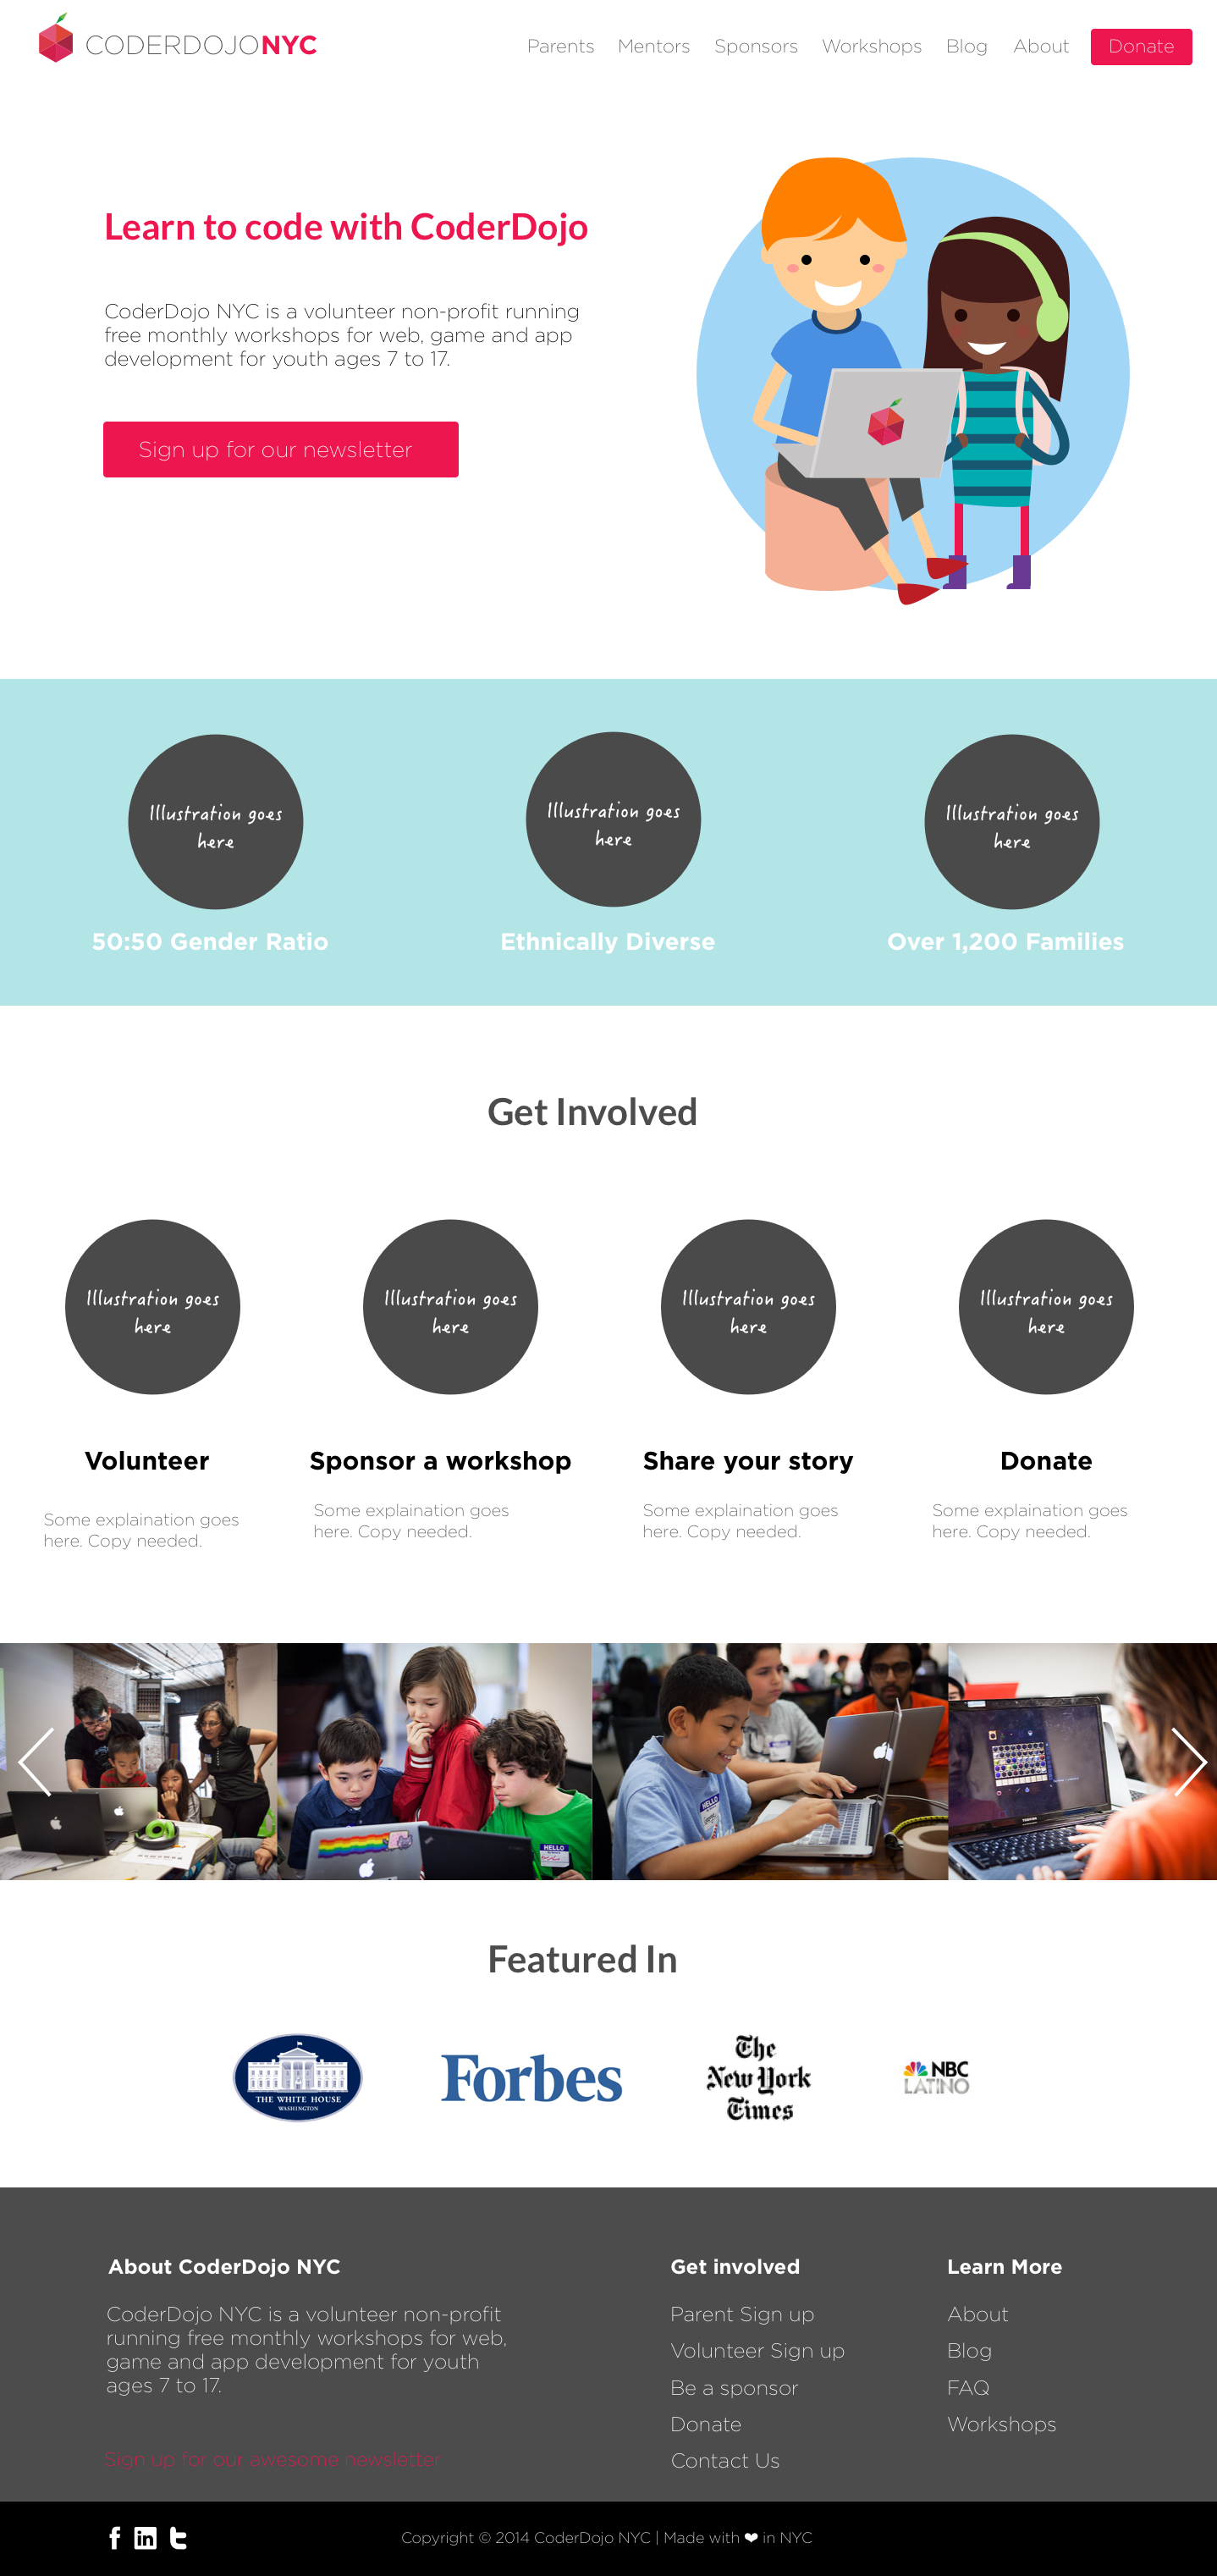 CODERDOJONYC
Parents Mentors Sponsors Workshops Blog About Donate
Learn to code with CoderDojo
CoderDojo NYC is a volunteer non-profit running
free monthly workshops for web, game and app
development for youth ages 7 to 17.
Sign up for our newsletter
Illustration goes
here
50:50 Gender Ratio
Illustration goes
here
Ethnically Diverse
Illustration goes
here
Over 1,200 Families
Get Involved
Illustration goes
here
Volunteer
Some explaination goes
here. Copy needed.
Illustration goes
here
Sponsor a workshop
Some explaination goes
here. Copy needed.
Illustration goes
here
Share your story
Some explaination goes
here. Copy needed.
Illustration goes
here
Donate
Some explaination goes
here. Copy needed.
HELLO
HELLO
TOSHIBA
Featured In
THE WHITE HOUSE
WASHINGTON
Forbes
The
New York
Times
NBC
LATINO
About CoderDojo NYC
CoderDojo NYC is a volunteer non-profit
running free monthly workshops for web,
game and app development for youth
ages 7 to 17.
Sign up for our awesome newsletter
Get involved
Parent Sign up
Volunteer Sign up
Be a sponsor
Donate
Contact Us
Learn More
About
Blog
FAQ
Workshops
f in t
Copyright © 2014 CoderDojo NYC | Made with ❤ in NYC